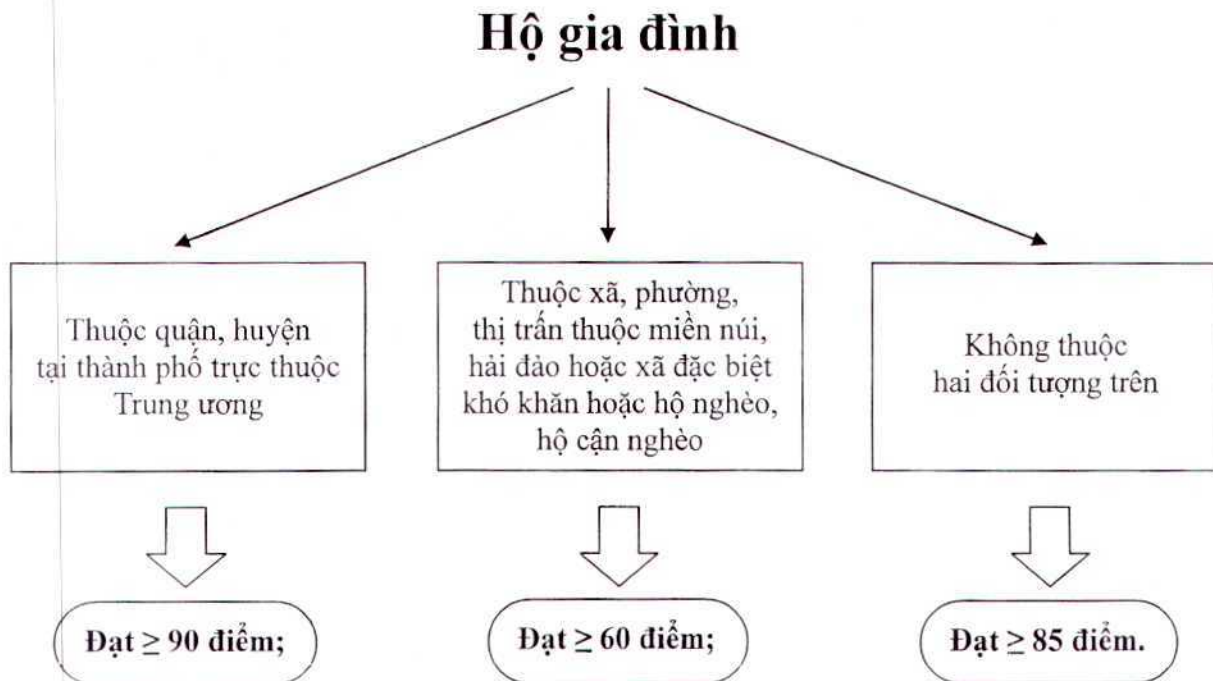 Hộ gia đình
Thuộc quận, huyện
tại thành phố trực thuộc
Trung ương
Thuộc xã, phường,
thị trấn thuộc miền núi,
hải đảo hoặc xã đặc biệt
khó khăn hoặc hộ nghèo,
hộ cận nghèo
Không thuộc
hai đối tượng trên
Đạt ≥ 90 điểm;
Đạt ≥ 60 điểm;
Đạt ≥ 85 điểm.